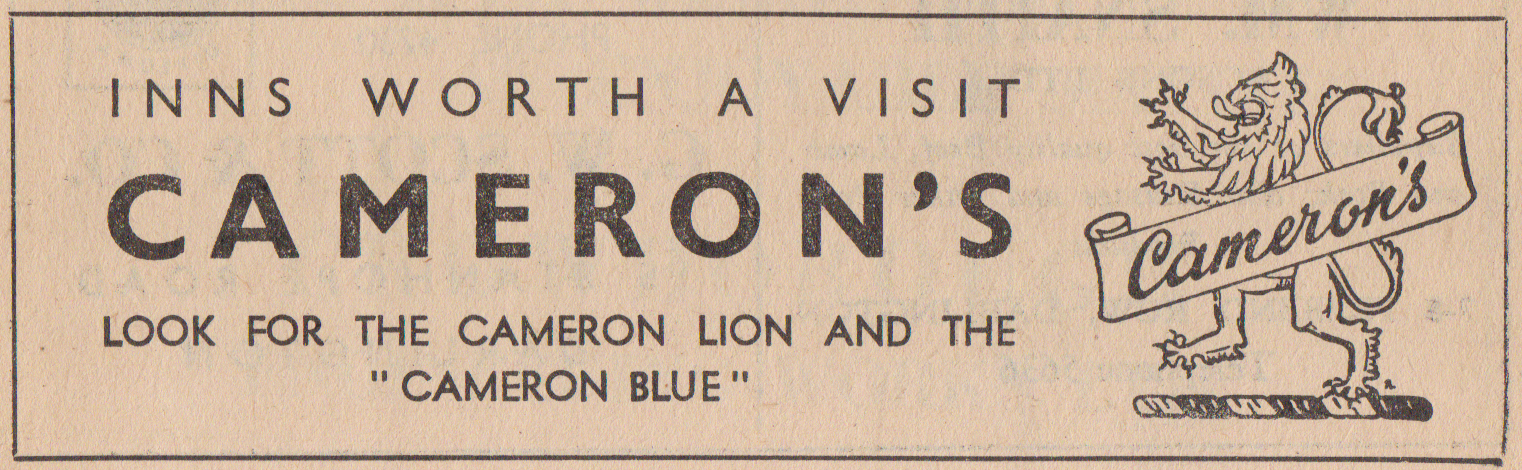 INNS WORTH A VISIT
CAMERON'S
LOOK FOR THE CAMERON LION AND THE
"CAMERON BLUE"
Cameron's